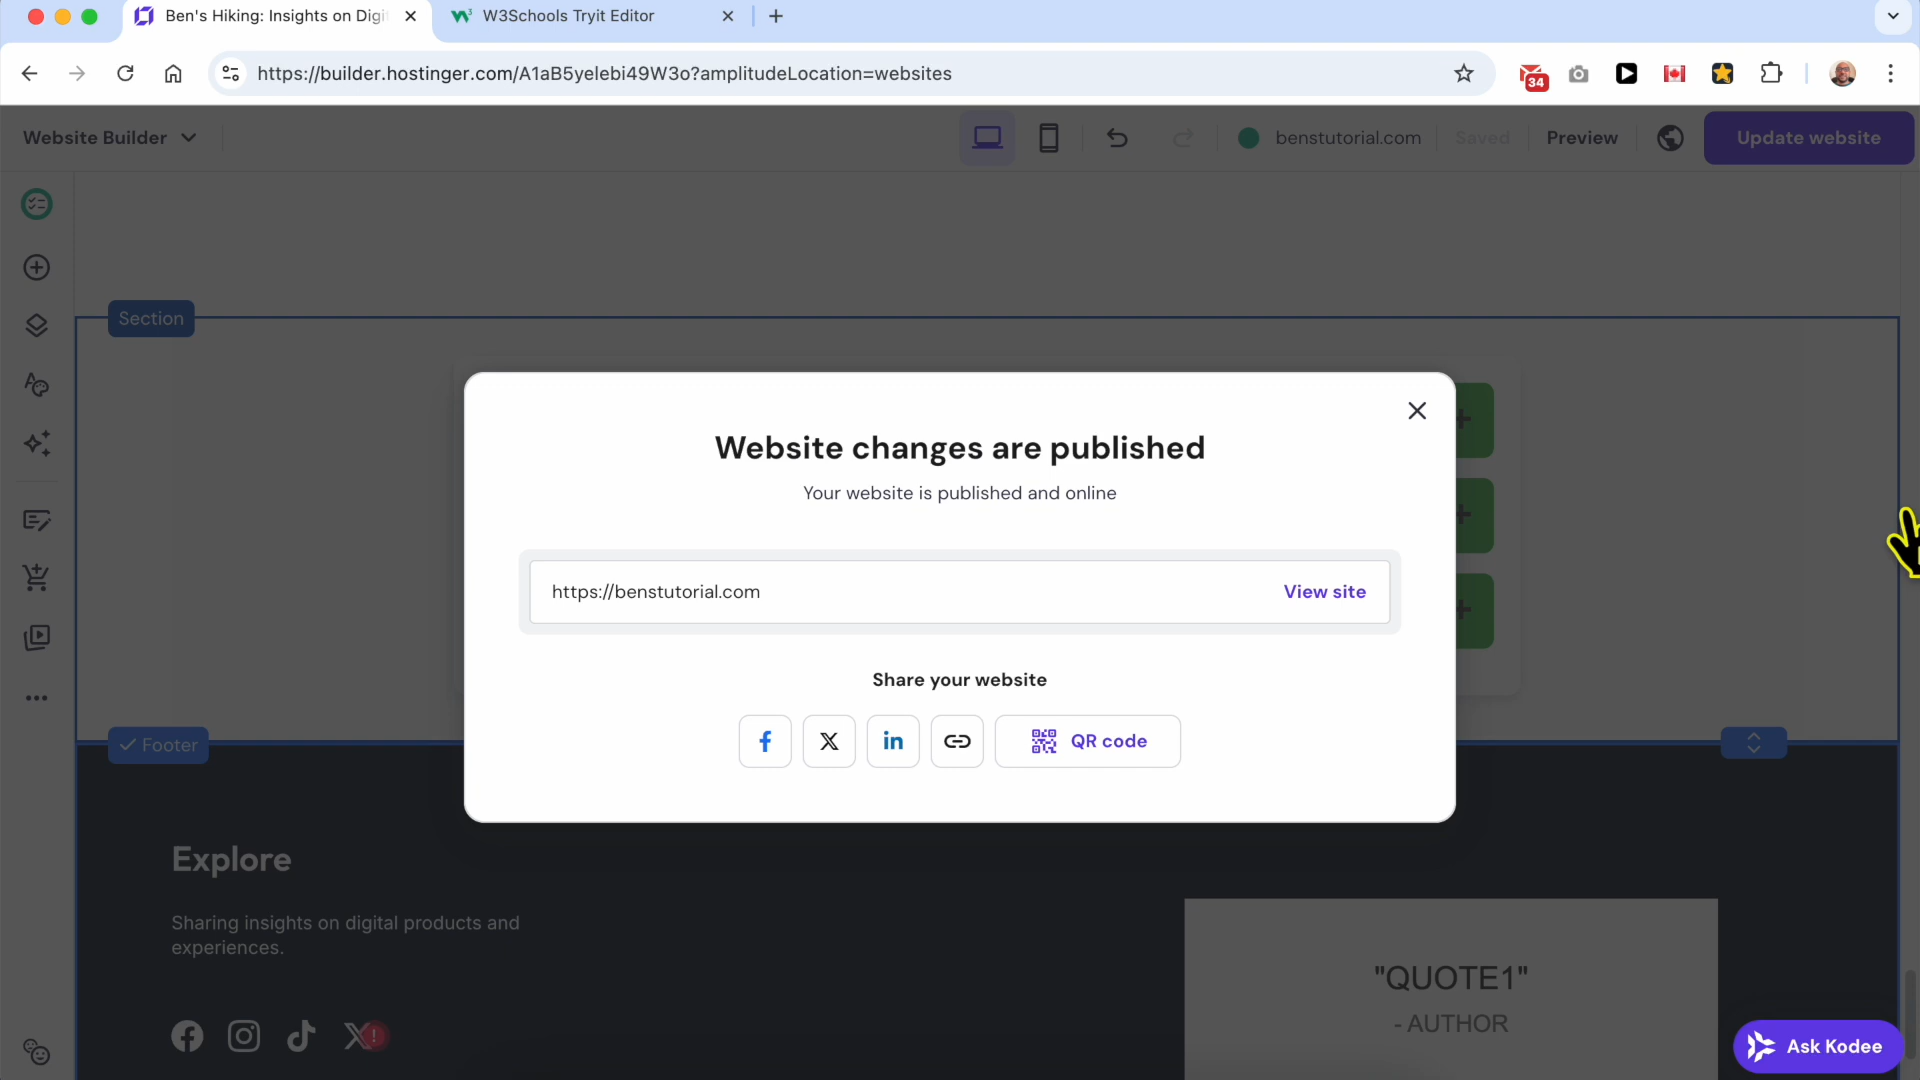 Ben's Hiking: Insights on Digi
W3Schools Tryit Editor
https://builder.hostinger.com/A1aB5yelebi49W3o?amplitudeLocation=websites
34
Website Builder
benstutorial.com
Saved
Preview
Update website
Section
Website changes are published
Your website is published and online
https://benstutorial.com
View site
Share your website
QR code
Footer
Explore
Sharing insights on digital products and
experiences.
"QUOTE1"
- AUTHOR
Ask Kodee